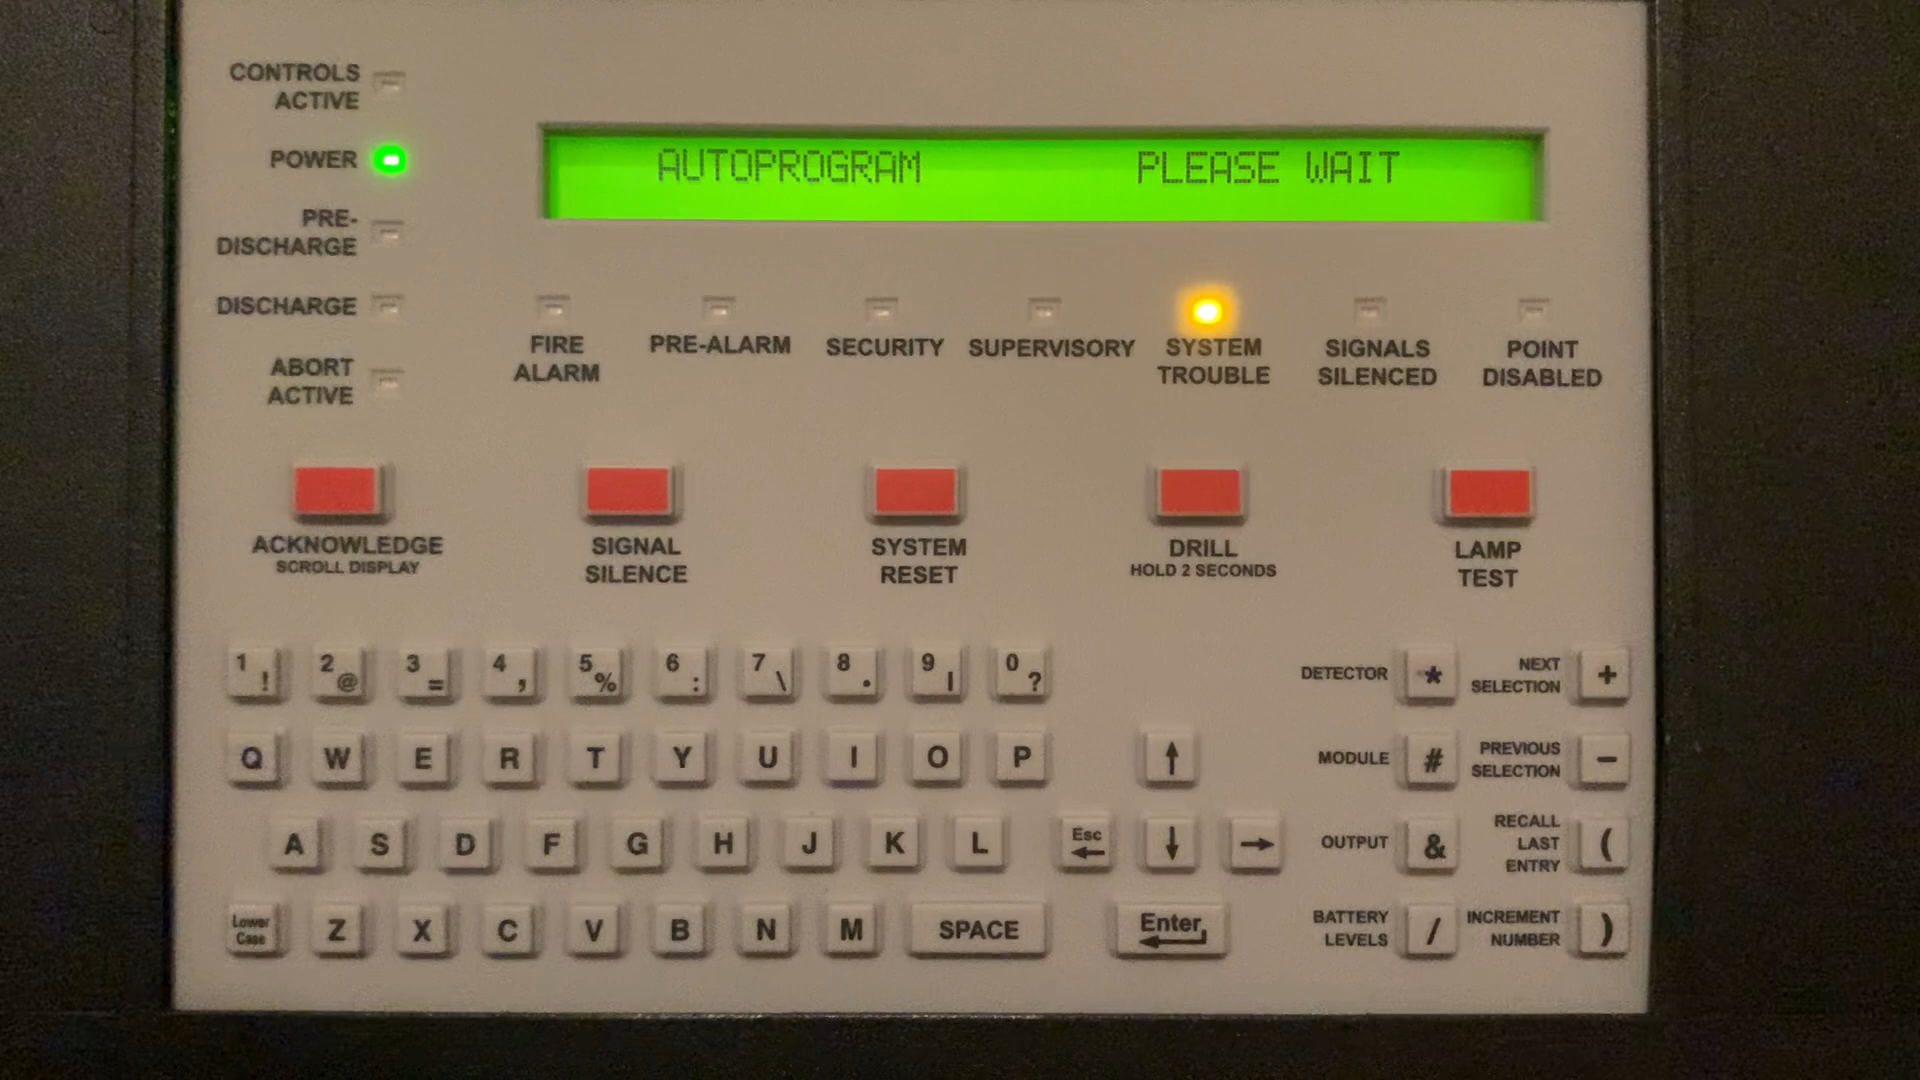 CONTROLS
ACTIVE
POWER
PRE-
DISCHARGE
DISCHARGE
ABORT
ACTIVE
AUTOPROGRAM PLEASE WAIT
FIRE
ALARM
PRE-ALARM
SECURITY
SUPERVISORY
SYSTEM
TROUBLE
SIGNALS
SILENCED
POINT
DISABLED
ACKNOWLEDGE
SCROLL DISPLAY
SIGNAL
SILENCE
SYSTEM
RESET
DRILL
HOLD 2 SECONDS
LAMP
TEST
1 ! 2 @ 3 = 4 , 5 % 6 : 7 \ 8 . 9 | 0 ?
DETECTOR *
NEXT
SELECTION +
Q W E R T Y U I O P ↑
MODULE #
PREVIOUS
SELECTION −
A S D F G H J K L
Esc
← ↓ →
OUTPUT &
RECALL
LAST
ENTRY (
Lower
Case
Z X C V B N M SPACE
Enter
BATTERY
LEVELS /
INCREMENT
NUMBER )